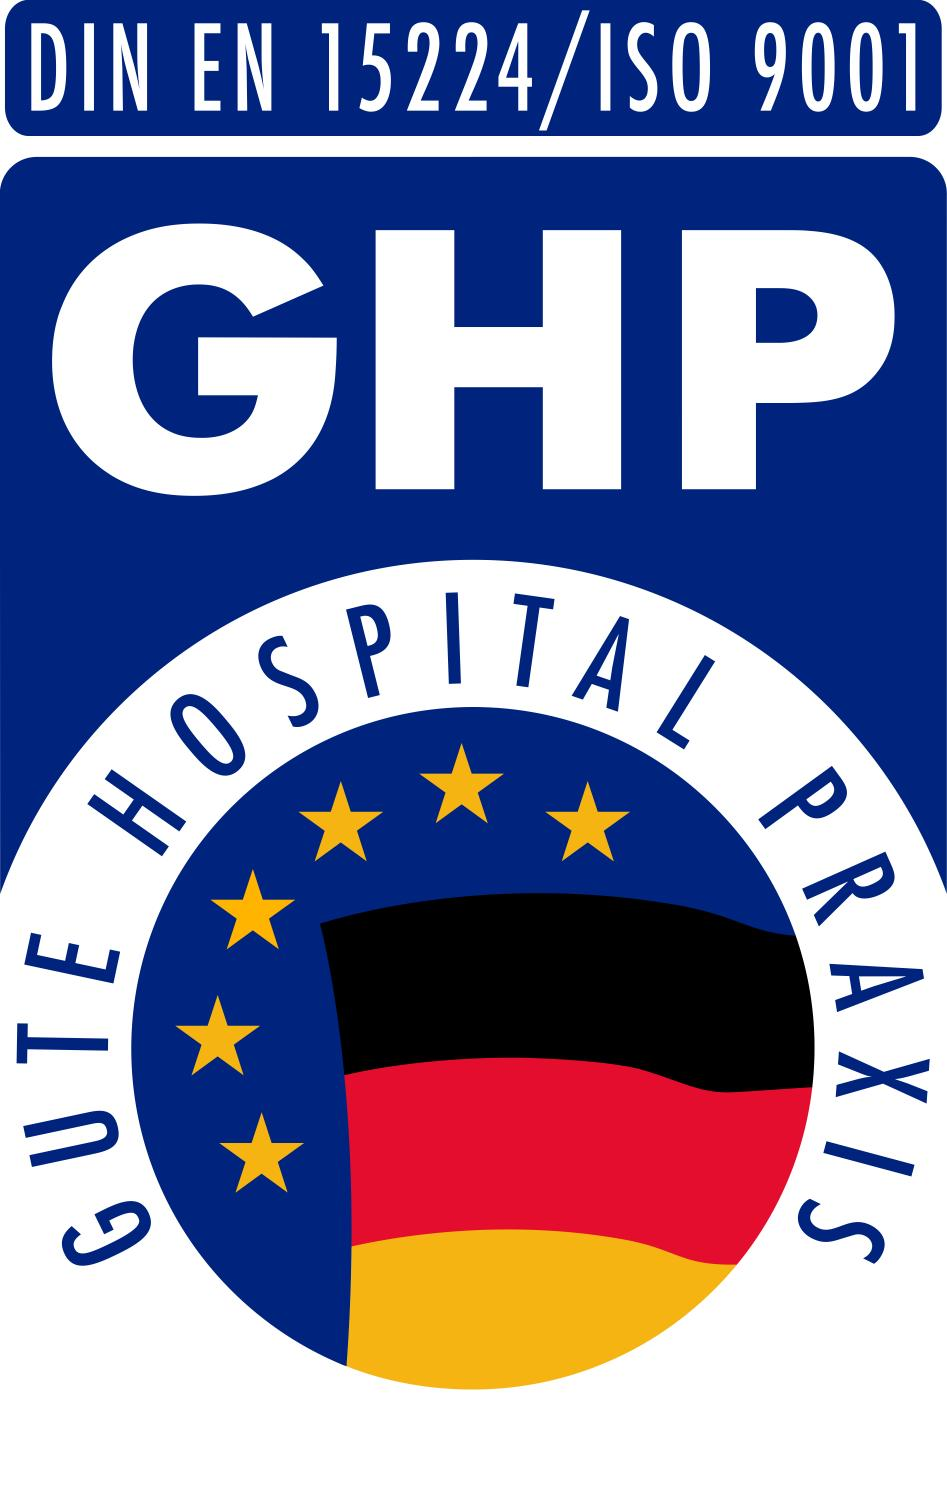 DIN EN 15224/ISO 9001
GHP
GUTE HOSPITAL PRAXIS